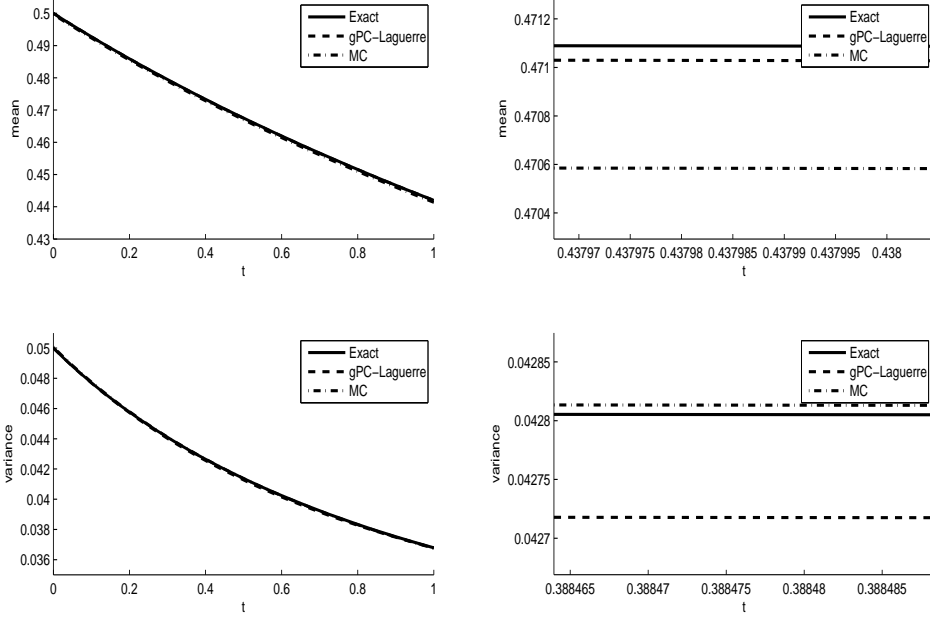 0.5
0.49
0.48
0.47
0.46
0.45
0.44
0.43
mean
0
0.2
0.4
0.6
0.8
1
t
Exact
gPC−Laguerre
MC
0.4712
0.471
0.4708
0.4706
0.4704
mean
0.43797
0.437975
0.43798
0.437985
0.43799
0.437995
0.438
t
Exact
gPC−Laguerre
MC
0.05
0.048
0.046
0.044
0.042
0.04
0.038
0.036
variance
0
0.2
0.4
0.6
0.8
1
t
Exact
gPC−Laguerre
MC
0.04285
0.0428
0.04275
0.0427
variance
0.388465
0.38847
0.388475
0.38848
0.388485
t
Exact
gPC−Laguerre
MC